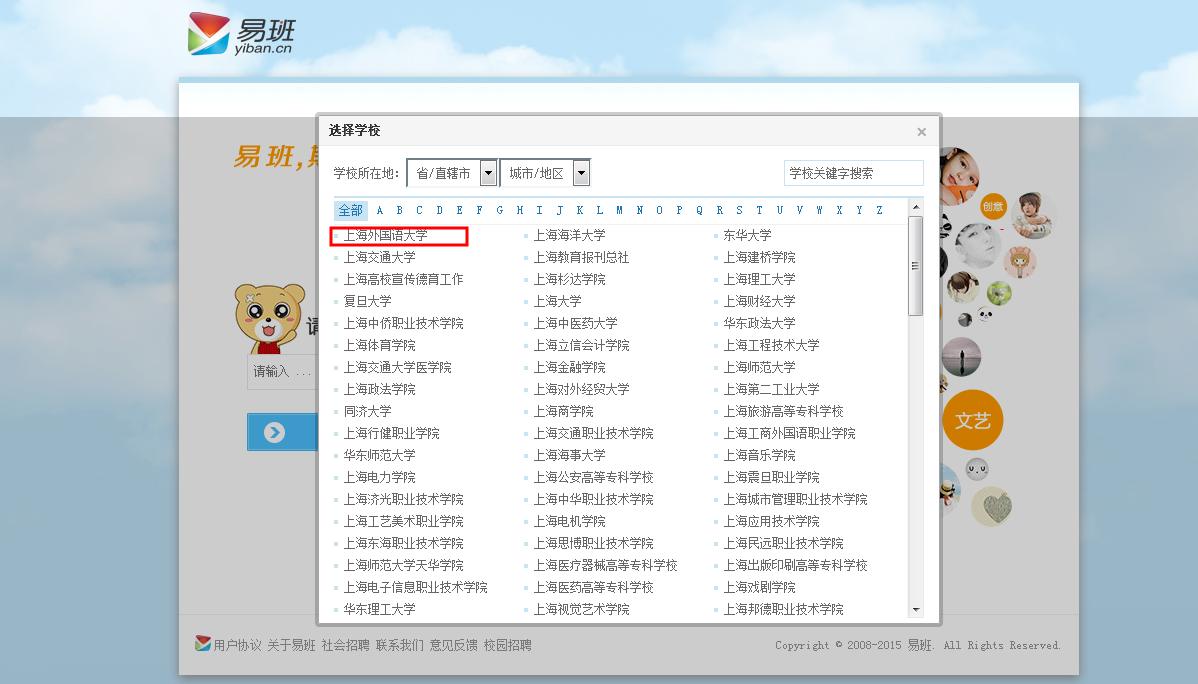 易班
yiban.cn
易班,
选择学校
×
学校所在地: 省/直辖市 城市/地区 学校关键字搜索
全部 A B C D E F G H I J K L M N O P Q R S T U V W X Y Z
上海外国语大学 上海海洋大学 东华大学
上海交通大学 上海教育报刊总社 上海建桥学院
上海高校宣传德育工作 上海杉达学院 上海理工大学
复旦大学 上海大学 上海财经大学
上海中侨职业技术学院 上海中医药大学 华东政法大学
上海体育学院 上海立信会计学院 上海工程技术大学
上海交通大学医学院 上海金融学院 上海师范大学
上海政法学院 上海对外经贸大学 上海第二工业大学
同济大学 上海商学院 上海旅游高等专科学校
上海行健职业学院 上海交通职业技术学院 上海工商外国语职业学院
华东师范大学 上海海事大学 上海音乐学院
上海电力学院 上海公安高等专科学校 上海震旦职业学院
上海济光职业技术学院 上海中华职业技术学院 上海城市管理职业技术学院
上海工艺美术职业学院 上海电机学院 上海应用技术学院
上海东海职业技术学院 上海思博职业技术学院 上海民远职业技术学院
上海师范大学天华学院 上海医疗器械高等专科学校 上海出版印刷高等专科学校
上海电子信息职业技术学院 上海医药高等专科学校 上海戏剧学院
华东理工大学 上海视觉艺术学院 上海邦德职业技术学院
请输入 ...
创意
文艺
用户协议 关于易班 社会招聘 联系我们 意见反馈 校园招聘
Copyright © 2008-2015 易班. All Rights Reserved.